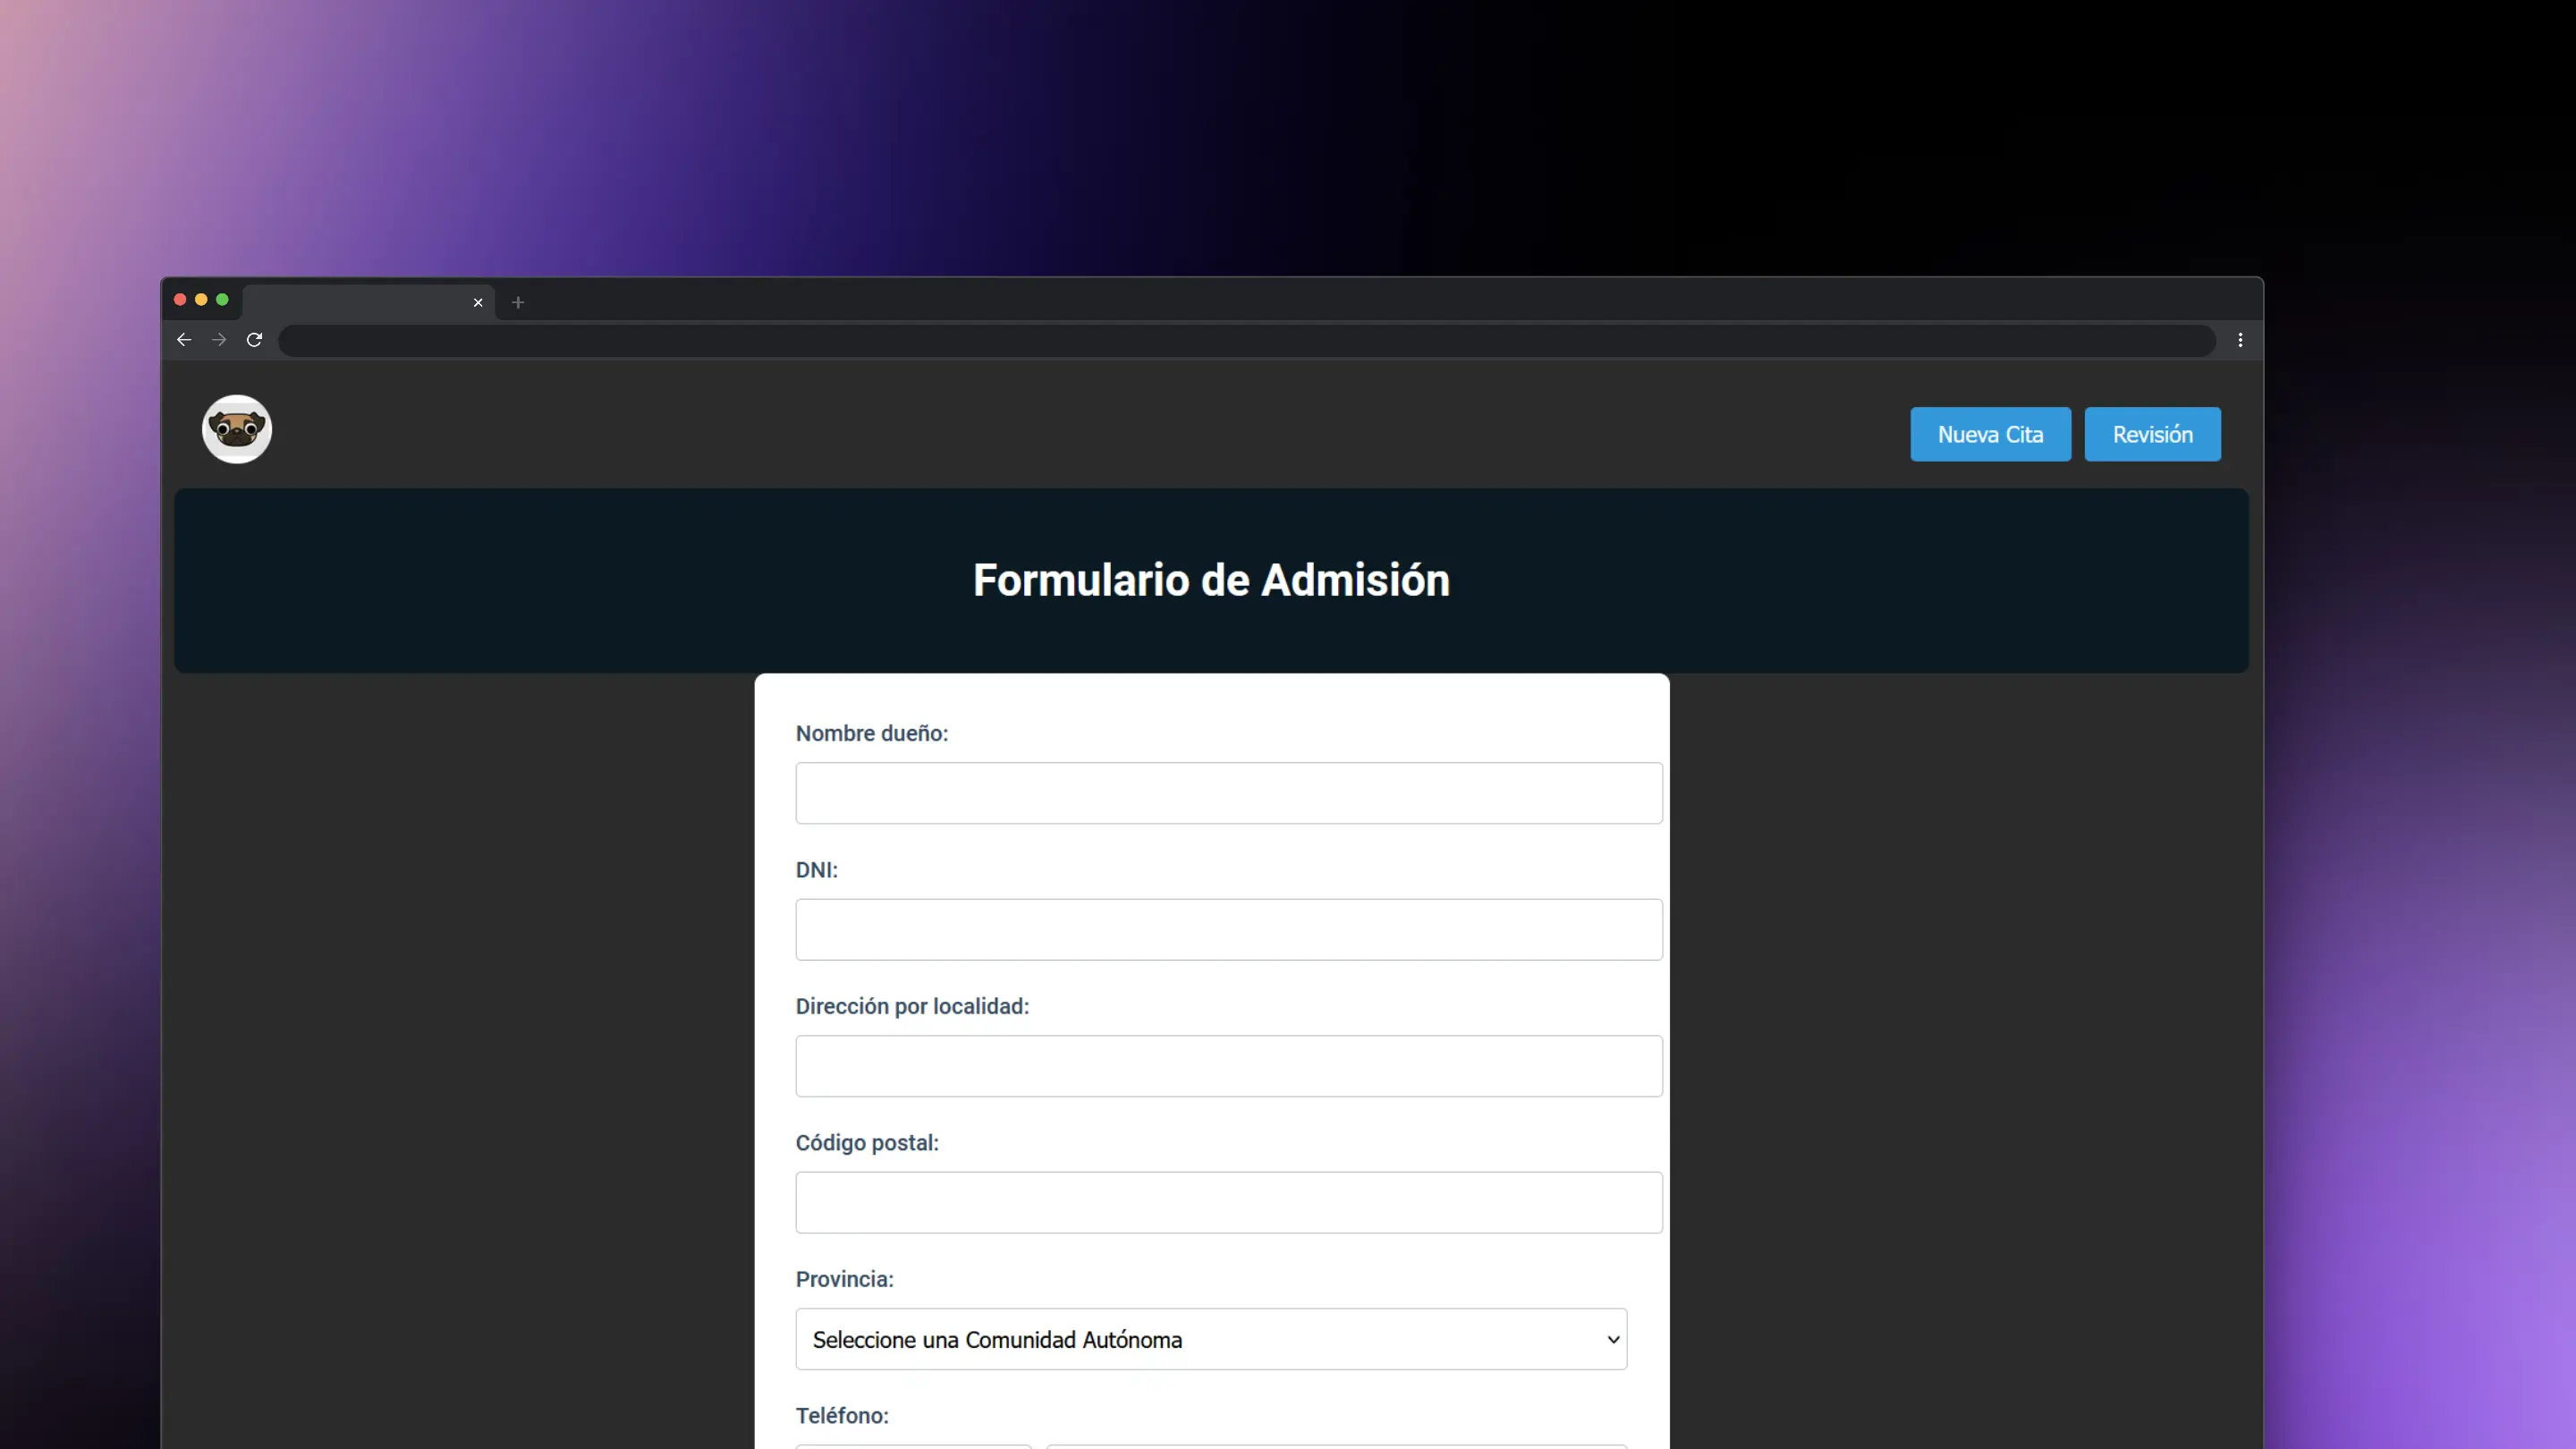 Nueva Cita
Revisión
Formulario de Admisión
Nombre dueño:
DNI:
Dirección por localidad:
Código postal:
Provincia:
Seleccione una Comunidad Autónoma
Teléfono: